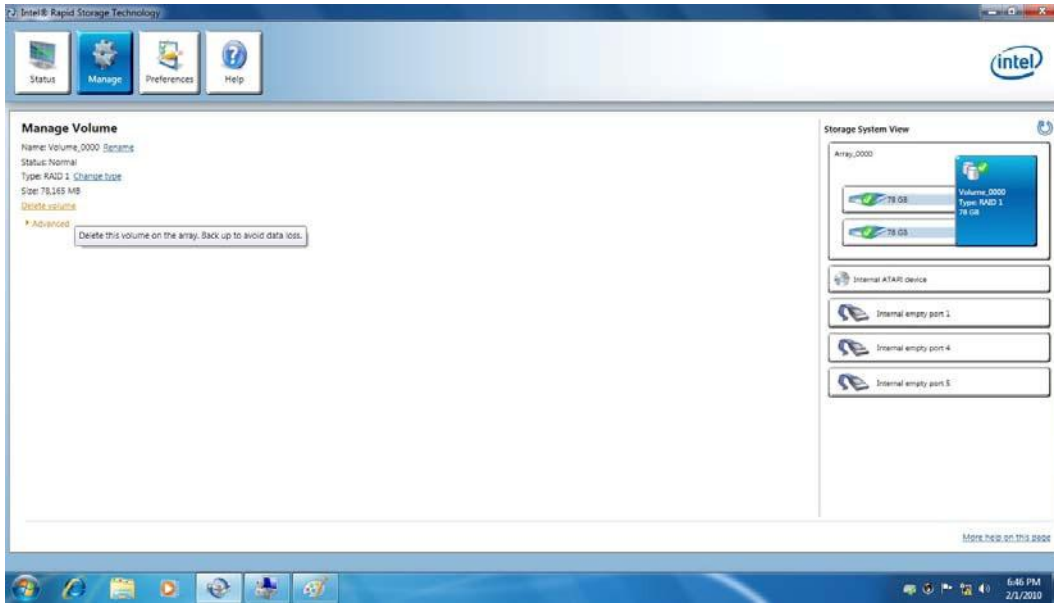 Intel® Rapid Storage Technology
Status
Manage
Preferences
Help
intel
Manage Volume
Name: Volume_0000 Rename
Status: Normal
Type: RAID 1 Change type
Size: 78,165 MB
Delete volume
Advanced
Delete this volume on the array. Back up to avoid data loss.
Storage System View
Array_0000
78 GB
78 GB
Volume_0000
Type: RAID 1
78 GB
Internal ATAPI device
Internal empty port 1
Internal empty port 4
Internal empty port 5
More help on this page
6:46 PM
2/1/2010